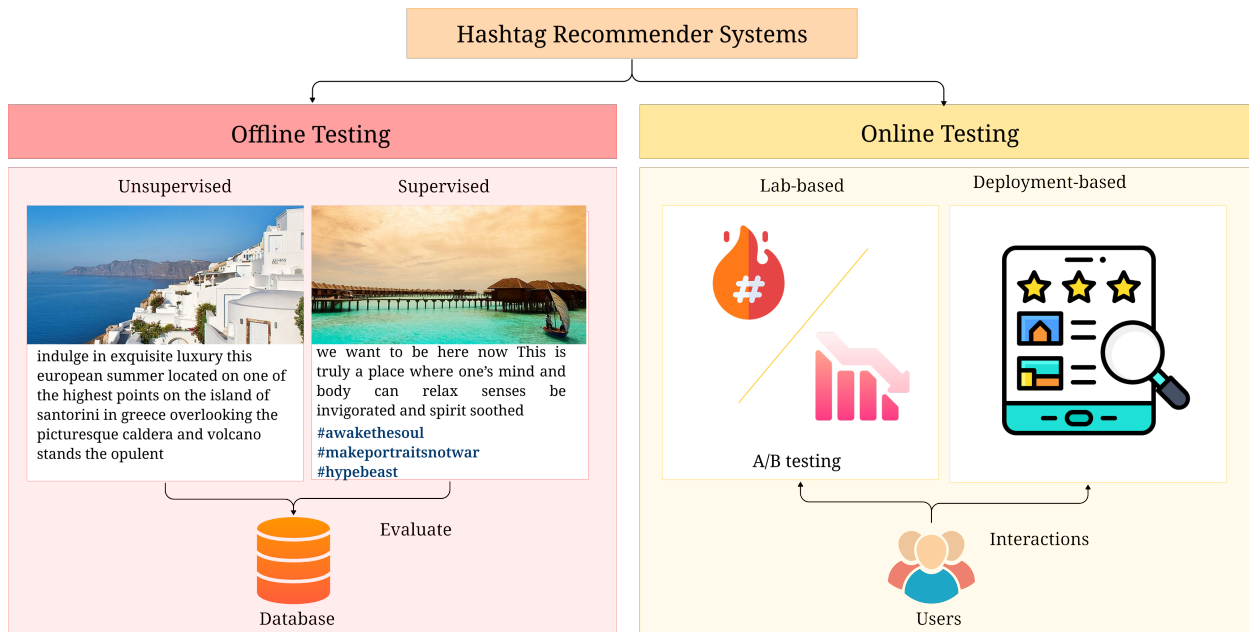 Hashtag Recommender Systems
Offline Testing
Online Testing
Unsupervised
Supervised
Lab-based
Deployment-based
indulge in exquisite luxury this
european summer located on one of
the highest points on the island of
santorini in greece overlooking the
picturesque caldera and volcano
stands the opulent
we want to be here now This is
truly a place where one’s mind and
body can relax senses be
invigorated and spirit soothed
#awakethesoul
#makeportraitsnotwar
#hypebeast
#
A/B testing
Evaluate
Interactions
Database
Users